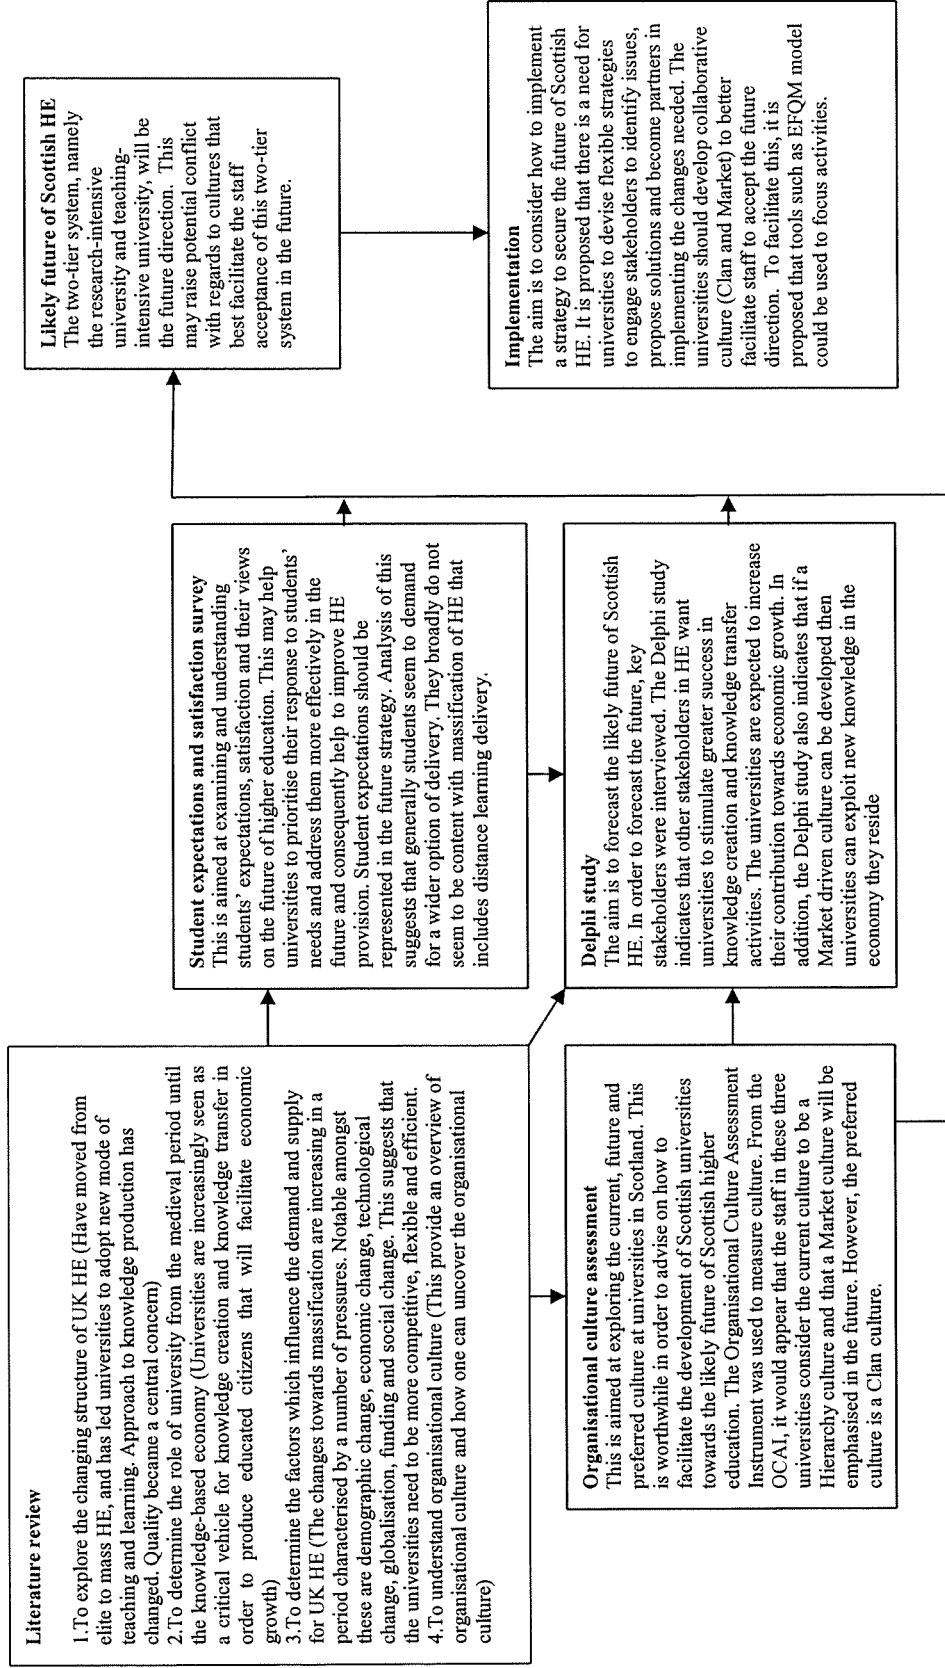 Literature review
1.To explore the changing structure of UK HE (Have moved from
elite to mass HE, and has led universities to adopt new mode of
teaching and learning. Approach to knowledge production has
changed. Quality became a central concern)
2.To determine the role of university from the medieval period until
the knowledge-based economy (Universities are increasingly seen as
a critical vehicle for knowledge creation and knowledge transfer in
order to produce educated citizens that will facilitate economic
growth)
3.To determine the factors which influence the demand and supply
for UK HE (The changes towards massification are increasing in a
period characterised by a number of pressures. Notable amongst
these are demographic change, economic change, technological
change, globalisation, funding and social change. This suggests that
the universities need to be more competitive, flexible and efficient.
4.To understand organisational culture (This provide an overview of
organisational culture and how one can uncover the organisational
culture)
Organisational culture assessment
This is aimed at exploring the current, future and
preferred culture at universities in Scotland. This
is worthwhile in order to advise on how to
facilitate the development of Scottish universities
towards the likely future of Scottish higher
education. The Organisational Culture Assessment
Instrument was used to measure culture. From the
OCAI, it would appear that the staff in these three
universities consider the current culture to be a
Hierarchy culture and that a Market culture will be
emphasised in the future. However, the preferred
culture is a Clan culture.
Student expectations and satisfaction survey
This is aimed at examining and understanding
students' expectations, satisfaction and their views
on the future of higher education. This may help
universities to prioritise their response to students'
needs and address them more effectively in the
future and consequently help to improve HE
provision. Student expectations should be
represented in the future strategy. Analysis of this
suggests that generally students seem to demand
for a wider option of delivery. They broadly do not
seem to be content with massification of HE that
includes distance learning delivery.
Delphi study
The aim is to forecast the likely future of Scottish
HE. In order to forecast the future, key
stakeholders were interviewed. The Delphi study
indicates that other stakeholders in HE want
universities to stimulate greater success in
knowledge creation and knowledge transfer
activities. The universities are expected to increase
their contribution towards economic growth. In
addition, the Delphi study also indicates that if a
Market driven culture can be developed then
universities can exploit new knowledge in the
economy they reside
Likely future of Scottish HE
The two-tier system, namely
the research-intensive
university and teaching-
intensive university, will be
the future direction. This
may raise potential conflict
with regards to cultures that
best facilitate the staff
acceptance of this two-tier
system in the future.
Implementation
The aim is to consider how to implement
a strategy to secure the future of Scottish
HE. It is proposed that there is a need for
universities to devise flexible strategies
to engage stakeholders to identify issues,
propose solutions and become partners in
implementing the changes needed. The
universities should develop collaborative
culture (Clan and Market) to better
facilitate staff to accept the future
direction. To facilitate this, it is
proposed that tools such as EFQM model
could be used to focus activities.